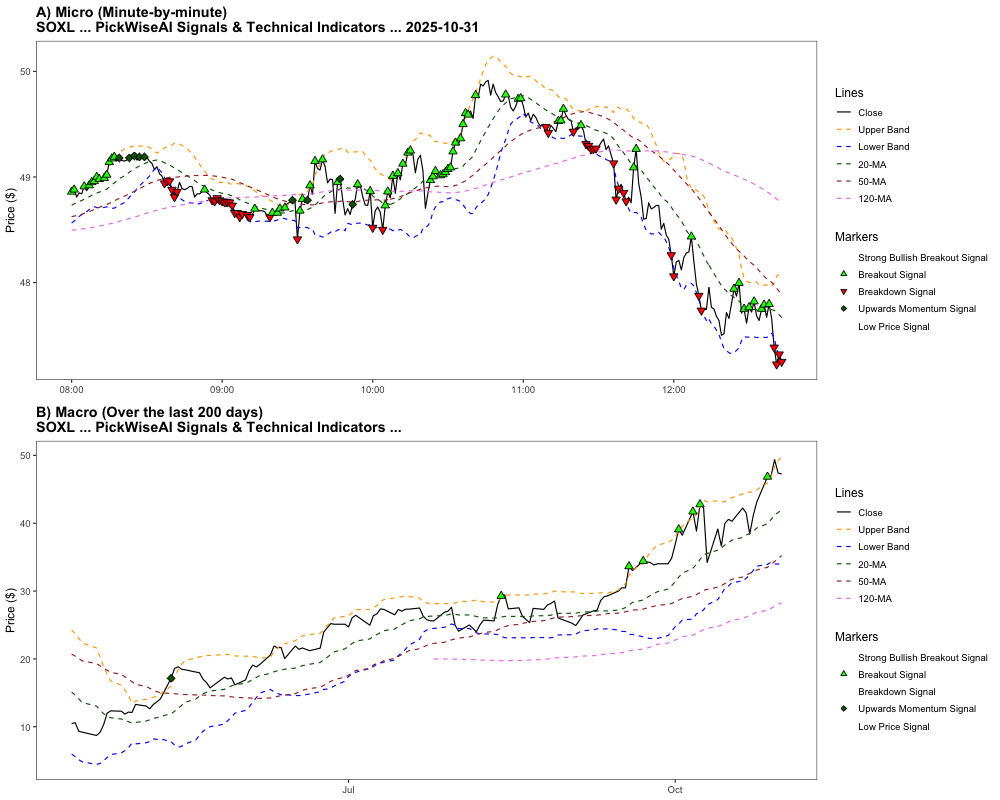 A) Micro (Minute-by-minute)
SOXL ... PickWiseAI Signals & Technical Indicators ... 2025-10-31
Price ($)
50
49
48
08:00
09:00
10:00
11:00
12:00
Lines
Close
Upper Band
Lower Band
20-MA
50-MA
120-MA
Markers
Strong Bullish Breakout Signal
Breakout Signal
Breakdown Signal
Upwards Momentum Signal
Low Price Signal
B) Macro (Over the last 200 days)
SOXL ... PickWiseAI Signals & Technical Indicators ...
Price ($)
50
40
30
20
10
Jul
Oct
Lines
Close
Upper Band
Lower Band
20-MA
50-MA
120-MA
Markers
Strong Bullish Breakout Signal
Breakout Signal
Breakdown Signal
Upwards Momentum Signal
Low Price Signal